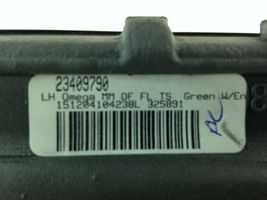 23409790
LH Omega MM OF FL TS Green W/En
151204104238L 325891